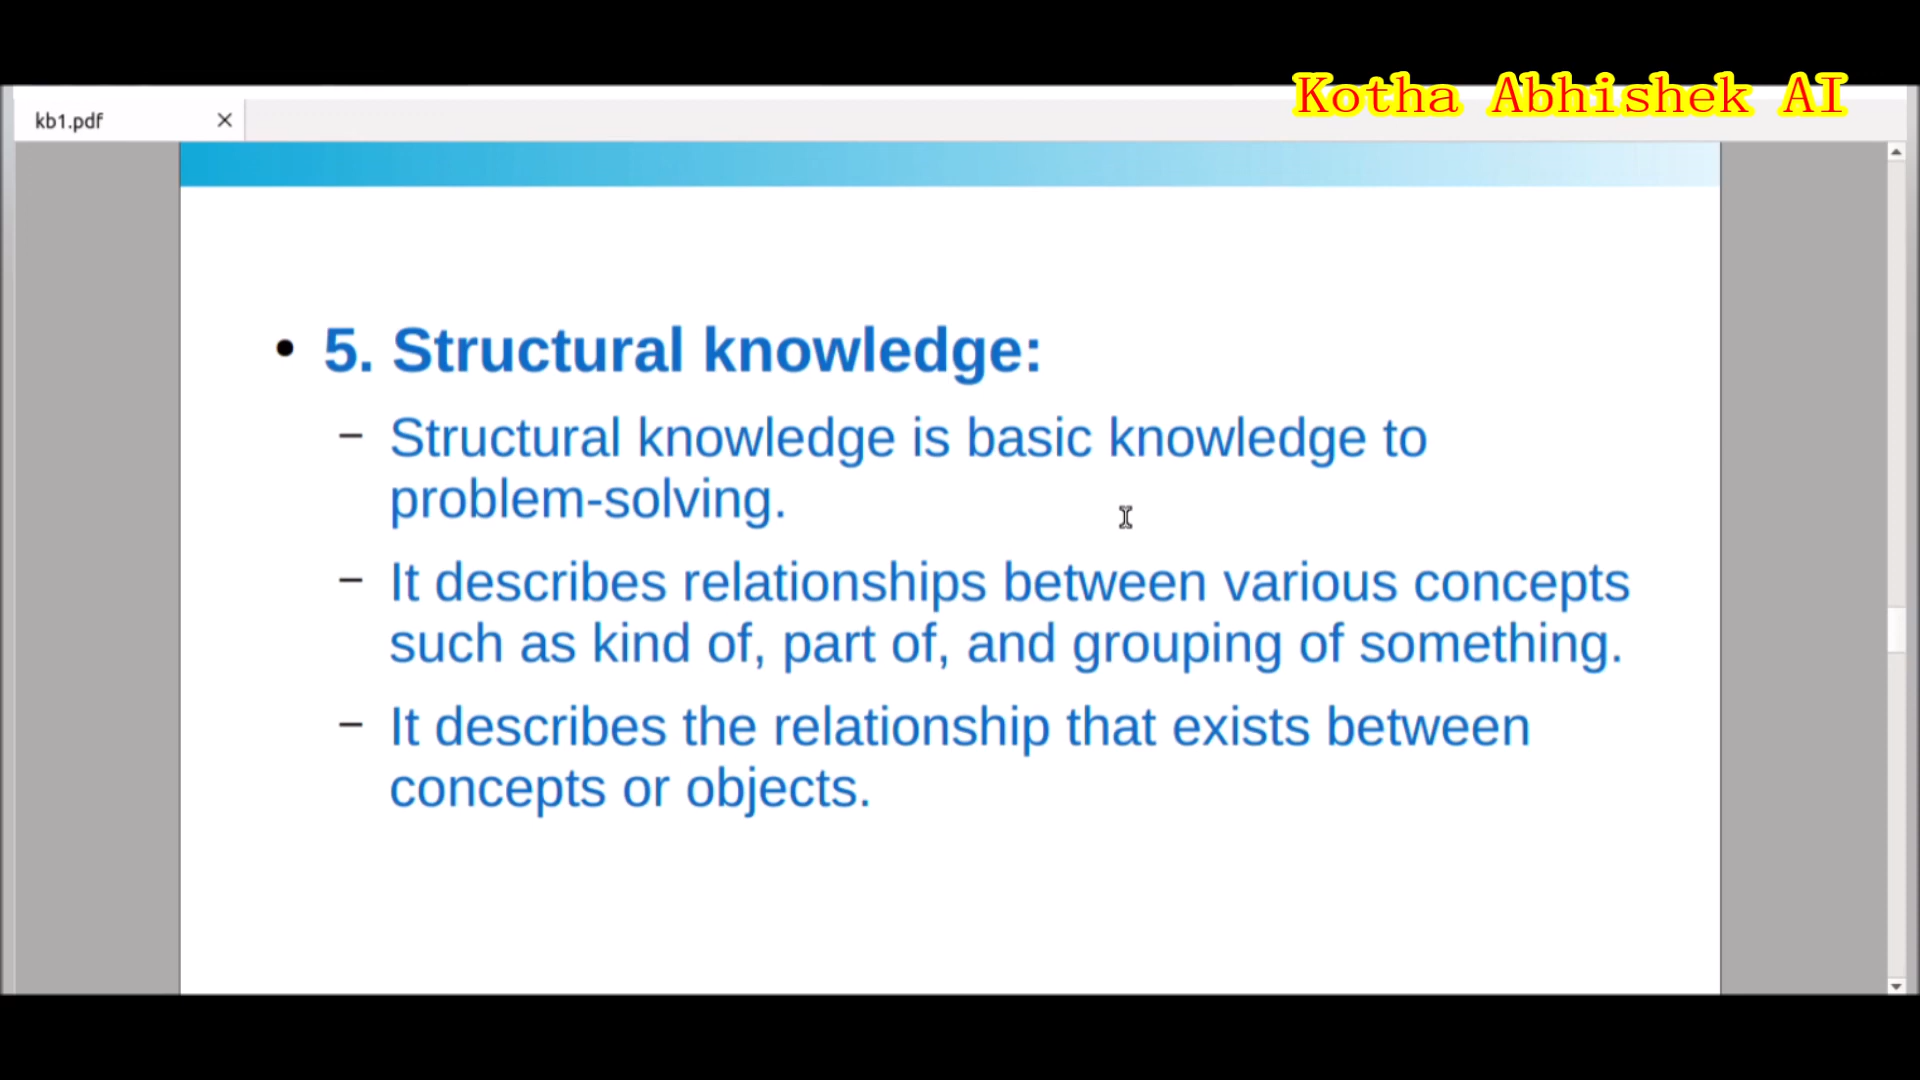 Kotha Abhishek AI
kb1.pdf
• 5. Structural knowledge:
– Structural knowledge is basic knowledge to
problem-solving.
– It describes relationships between various concepts
such as kind of, part of, and grouping of something.
– It describes the relationship that exists between
concepts or objects.